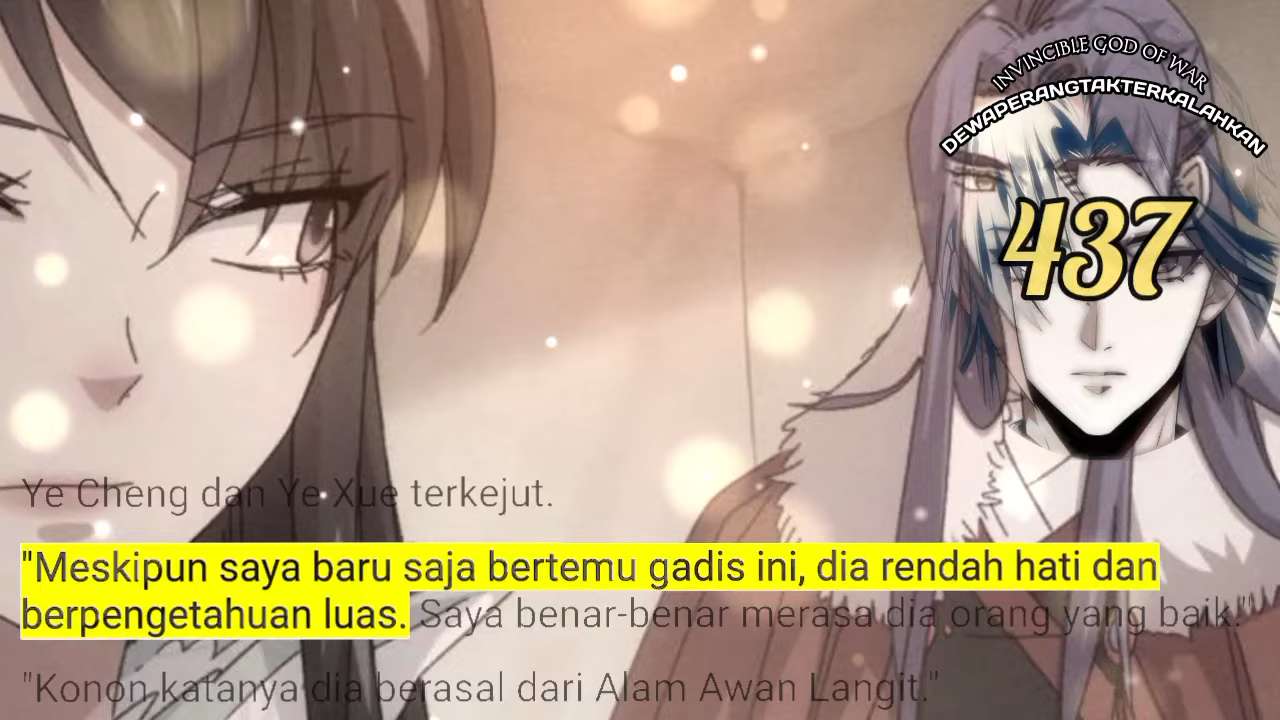 INVINCIBLE GOD OF WAR
DEWAPERANGTAKTERKALAHKAN
437
Ye Cheng dan Ye Xue terkejut.
"Meskipun saya baru saja bertemu gadis ini, dia rendah hati dan
berpengetahuan luas. Saya benar-benar merasa dia orang yang baik."
"Konon katanya dia berasal dari Alam Awan Langit."